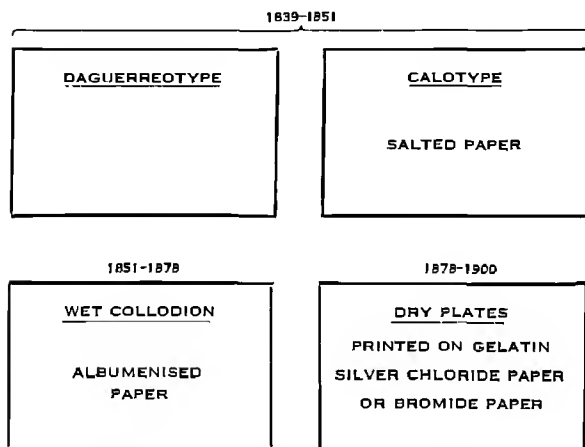 1839-1851
DAGUERREOTYPE
CALOTYPE
SALTED PAPER
1851-1878
WET COLLODION
ALBUMENISED
PAPER
1878-1900
DRY PLATES
PRINTED ON GELATIN
SILVER CHLORIDE PAPER
OR BROMIDE PAPER